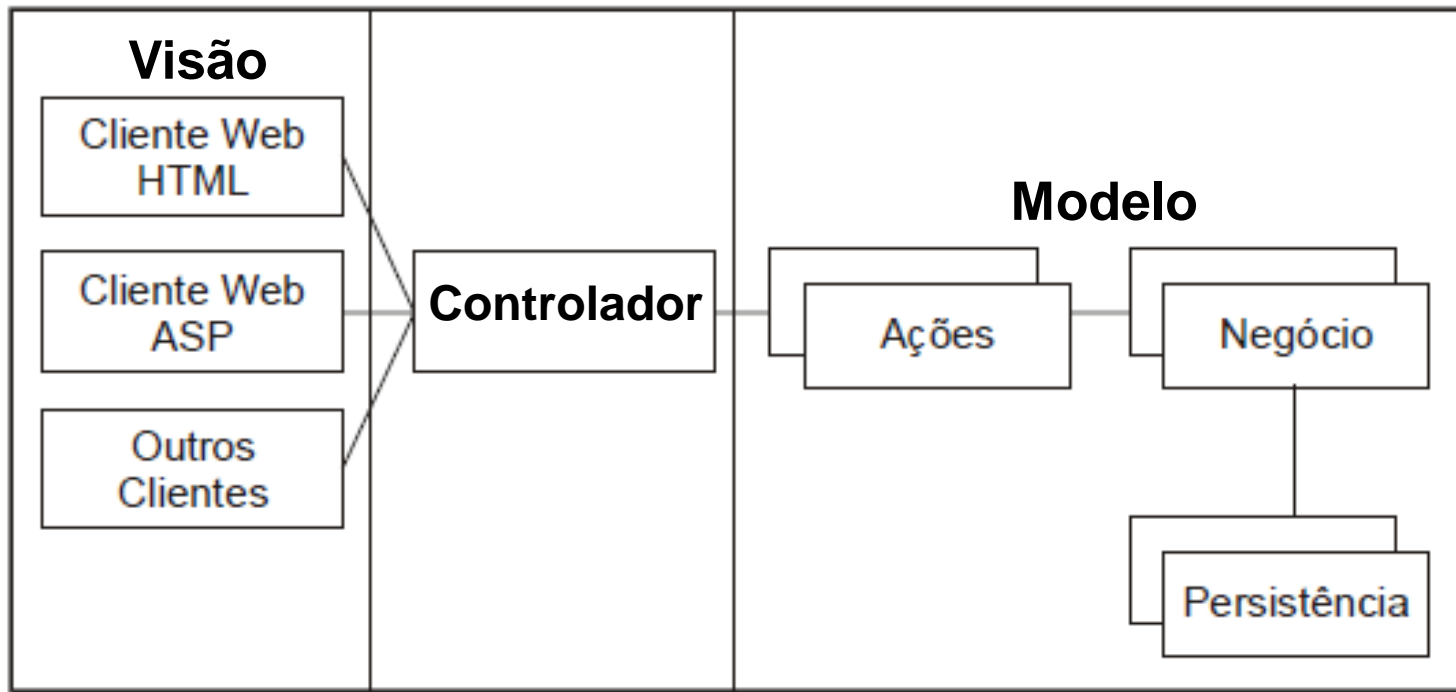 Visão
Cliente Web
HTML
Cliente Web
ASP
Outros
Clientes
Controlador
Modelo
Ações
Negócio
Persistência